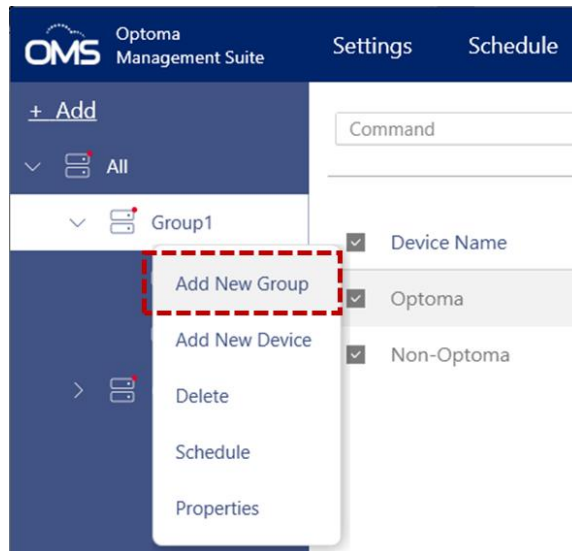 OMS
Optoma
Management Suite
Settings
Schedule
+ Add
Command
All
Group1
Device Name
Add New Group
Optoma
Add New Device
Non-Optoma
Delete
Schedule
Properties